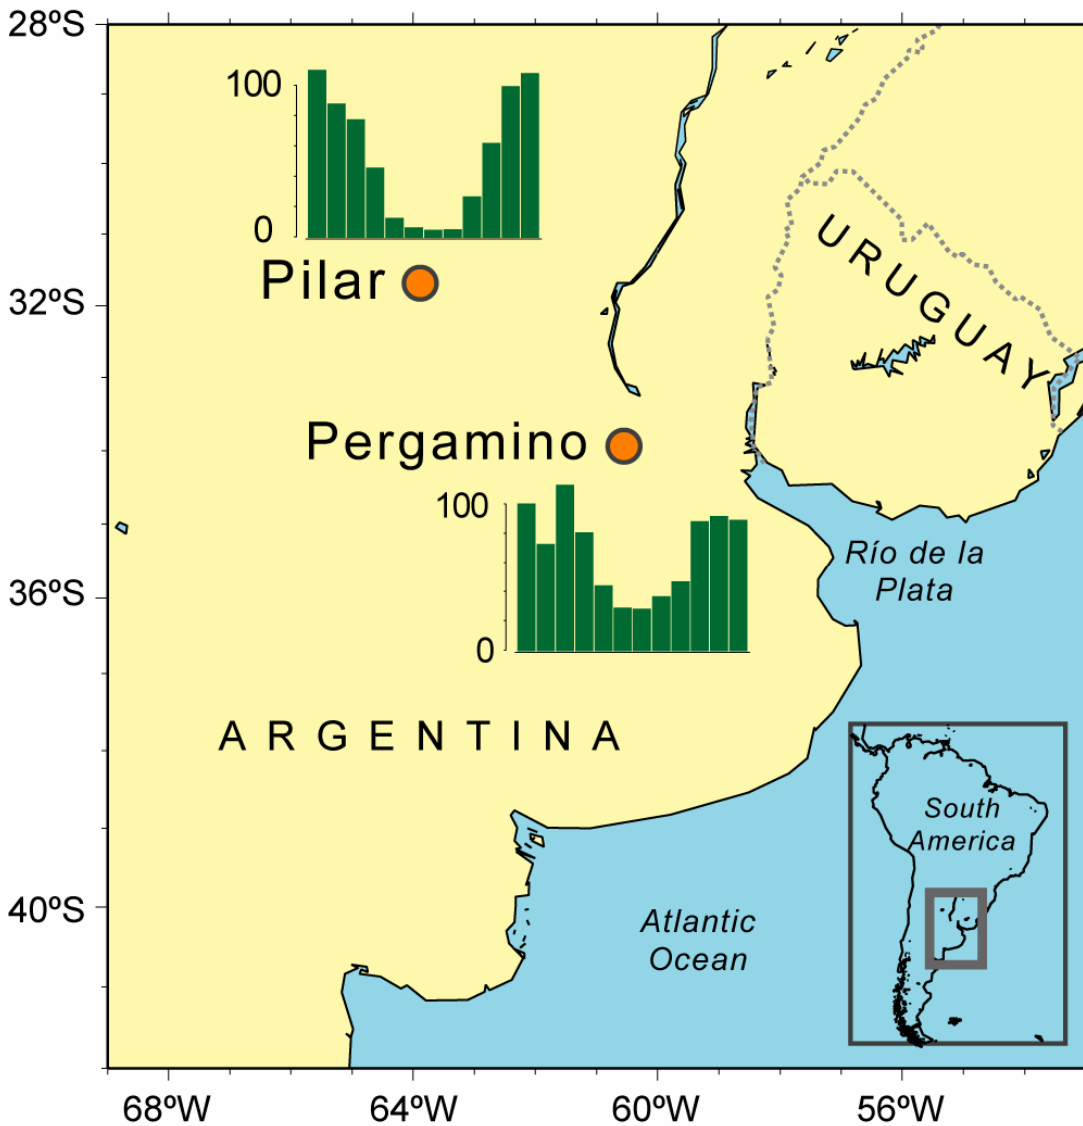 28ºS
100
0
Pilar
32ºS
URUGUAY
Pergamino
100
0
Río de la
Plata
36ºS
ARGENTINA
South
America
40ºS
Atlantic
Ocean
68ºW
64ºW
60ºW
56ºW